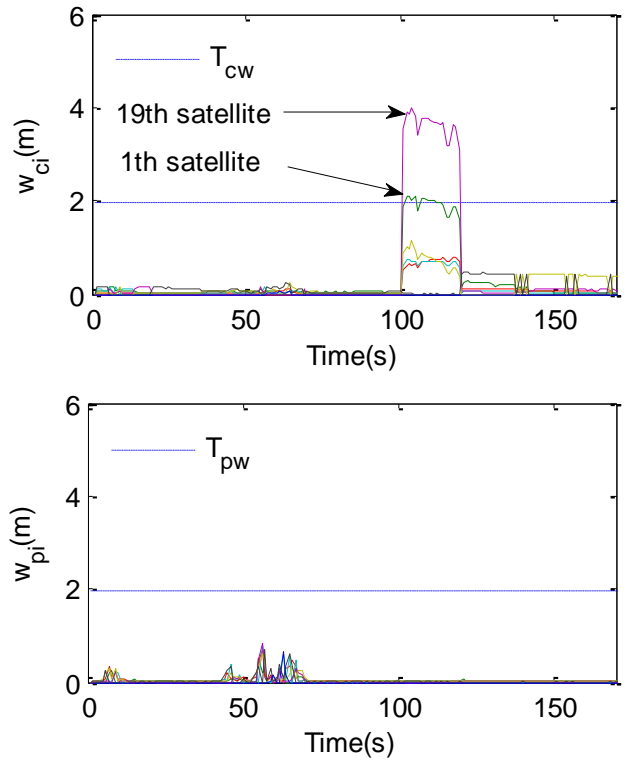 6
T_cw
4
19th satellite
w_ci(m)
1th satellite
2
0
0 50 100 150
Time(s)
6
T_pw
4
w_pi(m)
2
0
0 50 100 150
Time(s)